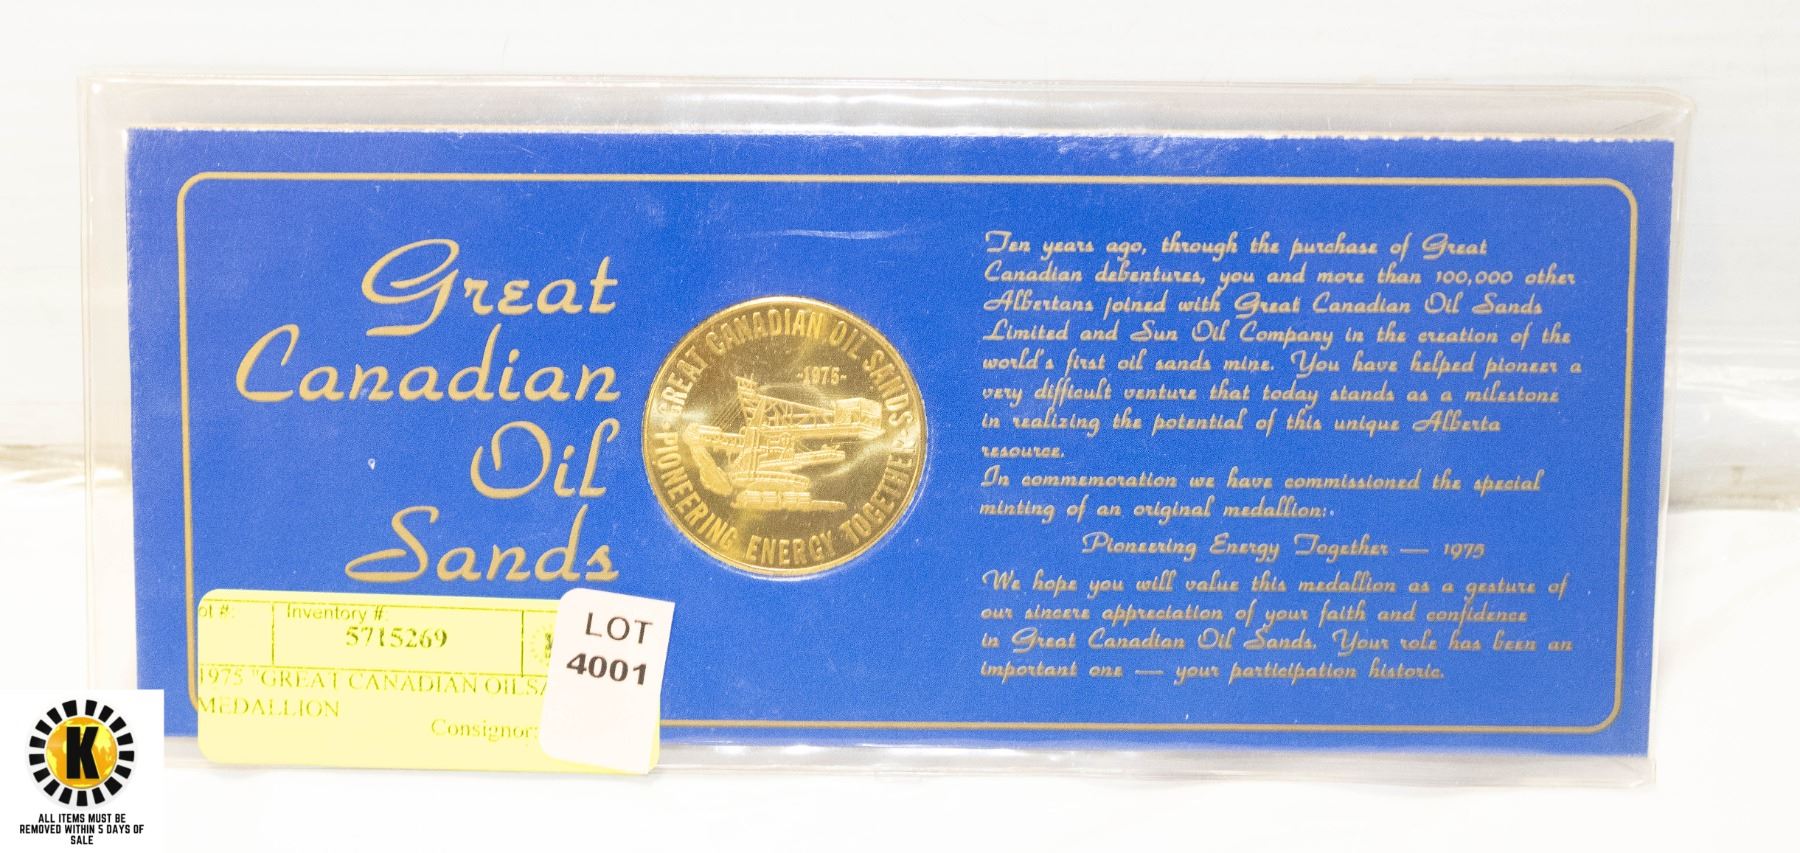 Great
Canadian
Oil
Sands
GREAT CANADIAN OIL SANDS
-1975-
PIONEERING ENERGY TOGETHER
Ten years ago, through the purchase of Great
Canadian debentures, you and more than 100,000 other
Albertans joined with Great Canadian Oil Sands
Limited and Sun Oil Company in the creation of the
world's first oil sands mine. You have helped pioneer a
very difficult venture that today stands as a milestone
in realizing the potential of this unique Alberta
resource.
In commemoration we have commissioned the special
minting of an original medallion:.
Pioneering Energy Together — 1975
We hope you will value this medallion as a gesture of
our sincere appreciation of your faith and confidence
in Great Canadian Oil Sands. Your role has been an
important one — your participation historic.
ot #:
Inventory #:
5715269
1975 "GREAT CANADIAN OILSA
MEDALLION
Consignor:
LOT
4001
K
ALL ITEMS MUST BE
REMOVED WITHIN 5 DAYS OF
SALE